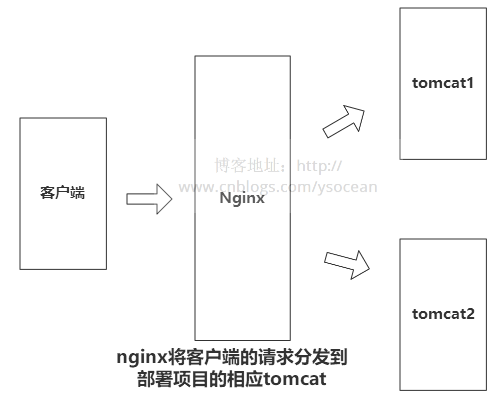 客户端
博客地址：http://
www.cnblogs.com/ysocean
Nginx
tomcat1
tomcat2
nginx将客户端的请求分发到
部署项目的相应tomcat